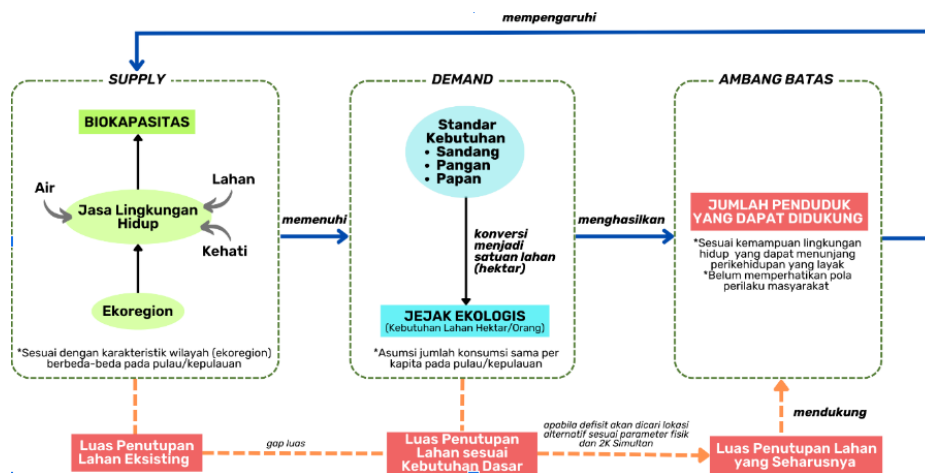 mempengaruhi
SUPPLY
BIOKAPASITAS
Air
Lahan
Jasa Lingkungan
Hidup
Kehati
Ekoregion
*Sesuai dengan karakteristik wilayah (ekoregion)
berbeda-beda pada pulau/kepulauan
memenuhi
DEMAND
Standar
Kebutuhan
• Sandang
• Pangan
• Papan
konversi
menjadi
satuan lahan
(hektar)
JEJAK EKOLOGIS
(Kebutuhan Lahan Hektar/Orang)
*Asumsi jumlah konsumsi sama per
kapita pada pulau/kepulauan
menghasilkan
AMBANG BATAS
JUMLAH PENDUDUK
YANG DAPAT DIDUKUNG
*Sesuai kemampuan lingkungan
hidup yang dapat menunjang
perikehidupan yang layak
*Belum memperhatikan pola
perilaku masyarakat
Luas Penutupan
Lahan Eksisting
gap luas
Luas Penutupan
Lahan sesuai
Kebutuhan Dasar
apabila defisit akan dicari lokasi
alternatif sesuai parameter fisik
dan 2K Simultan
mendukung
Luas Penutupan Lahan
yang Seharusnya